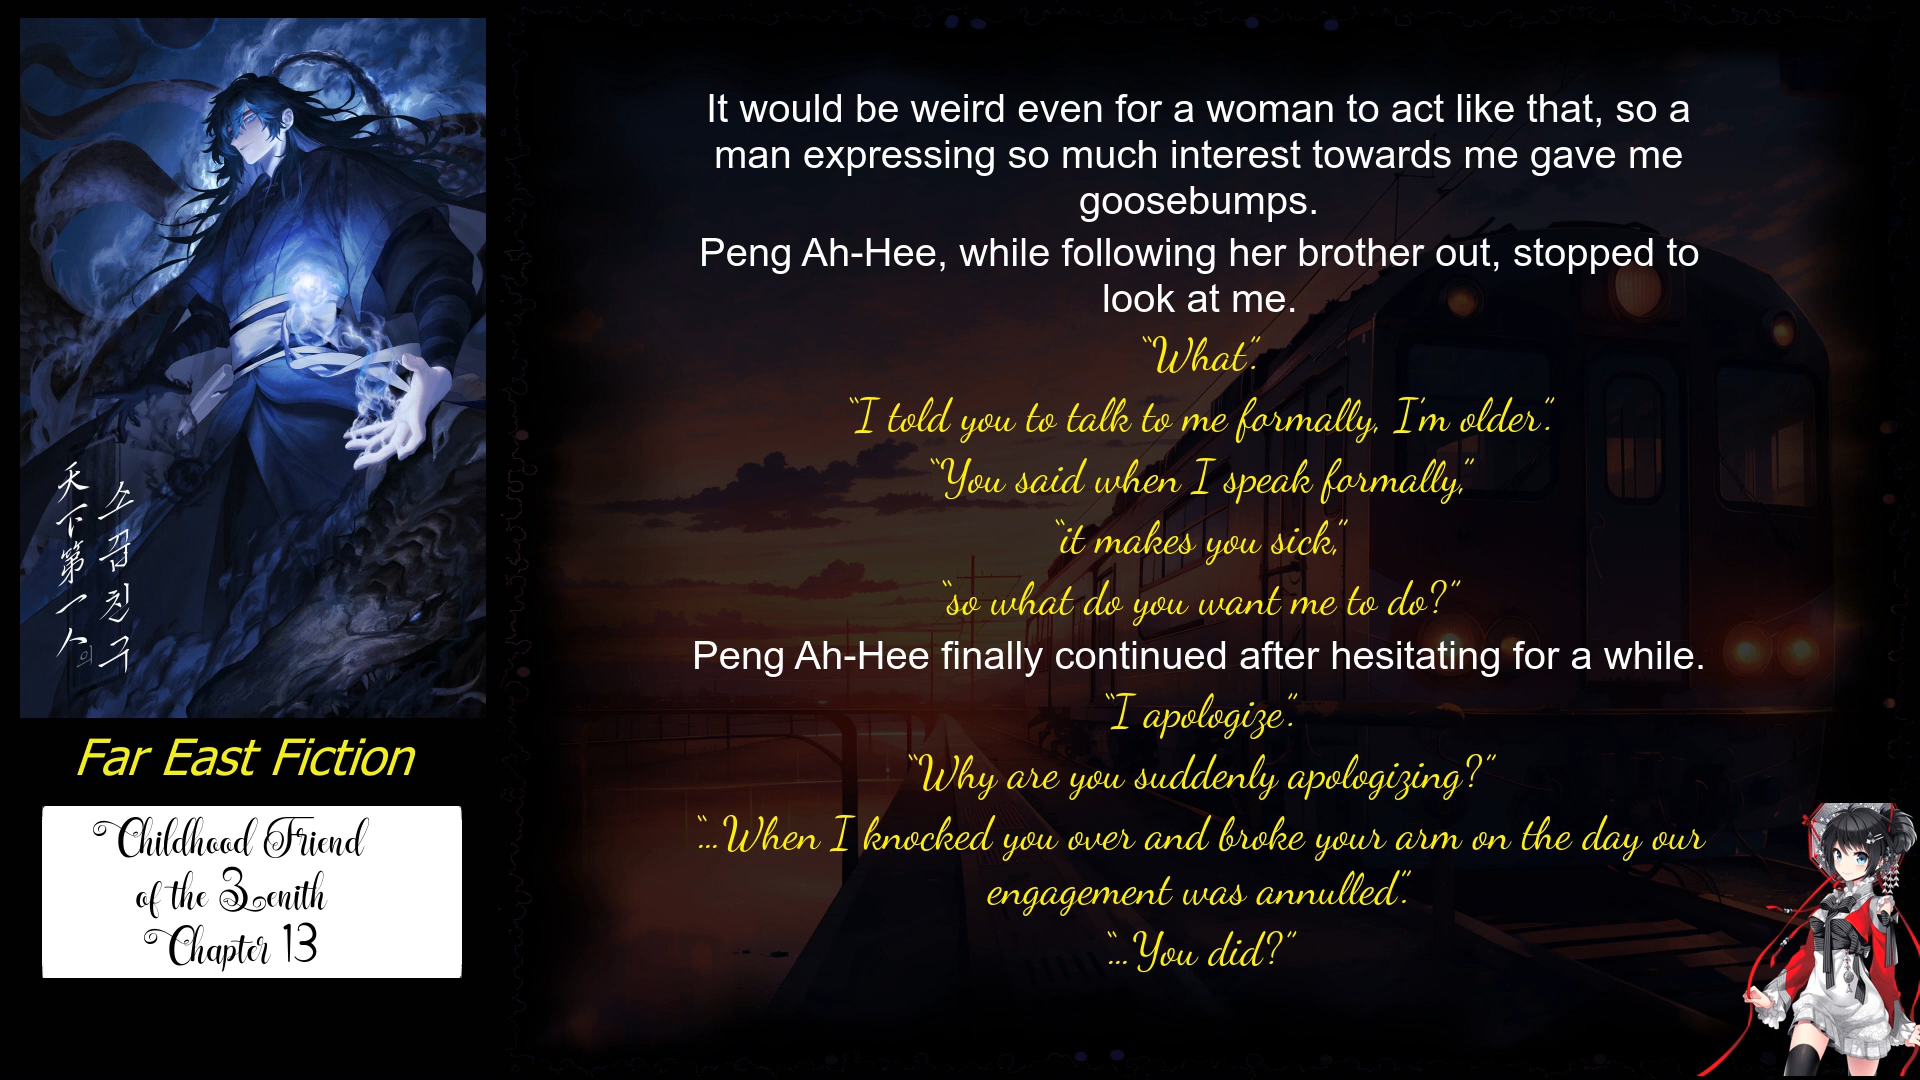 It would be weird even for a woman to act like that, so a
man expressing so much interest towards me gave me
goosebumps.
Peng Ah-Hee, while following her brother out, stopped to
look at me.
“What.”
“I told you to talk to me formally, I’m older.”
“You said when I speak formally,”
“it makes you sick,”
“so what do you want me to do?”
Peng Ah-Hee finally continued after hesitating for a while.
“I apologize.”
“Why are you suddenly apologizing?”
“...When I knocked you over and broke your arm on the day our
engagement was annulled.”
“...You did?”
天下第一人의
소꿉친구
Far East Fiction
Childhood Friend
of the Zenith
Chapter 13